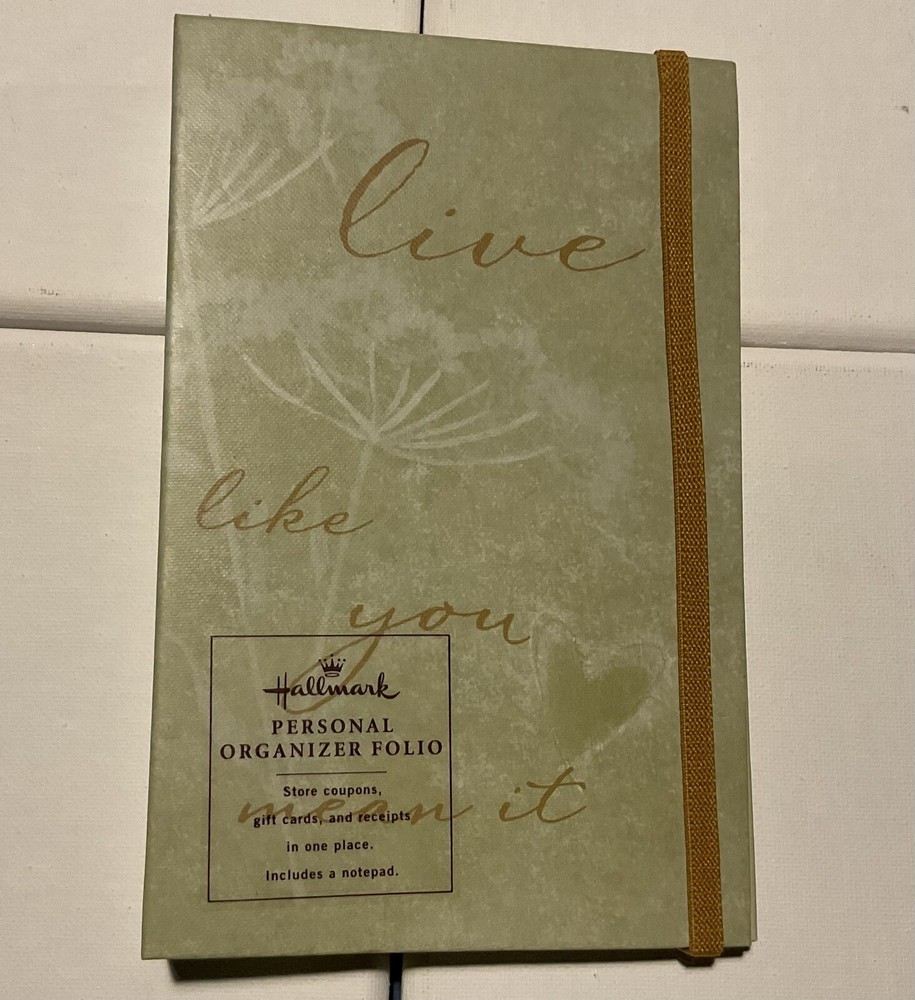 live
like
you
mean it
Hallmark
PERSONAL
ORGANIZER FOLIO
Store coupons,
gift cards, and receipts
in one place.
Includes a notepad.